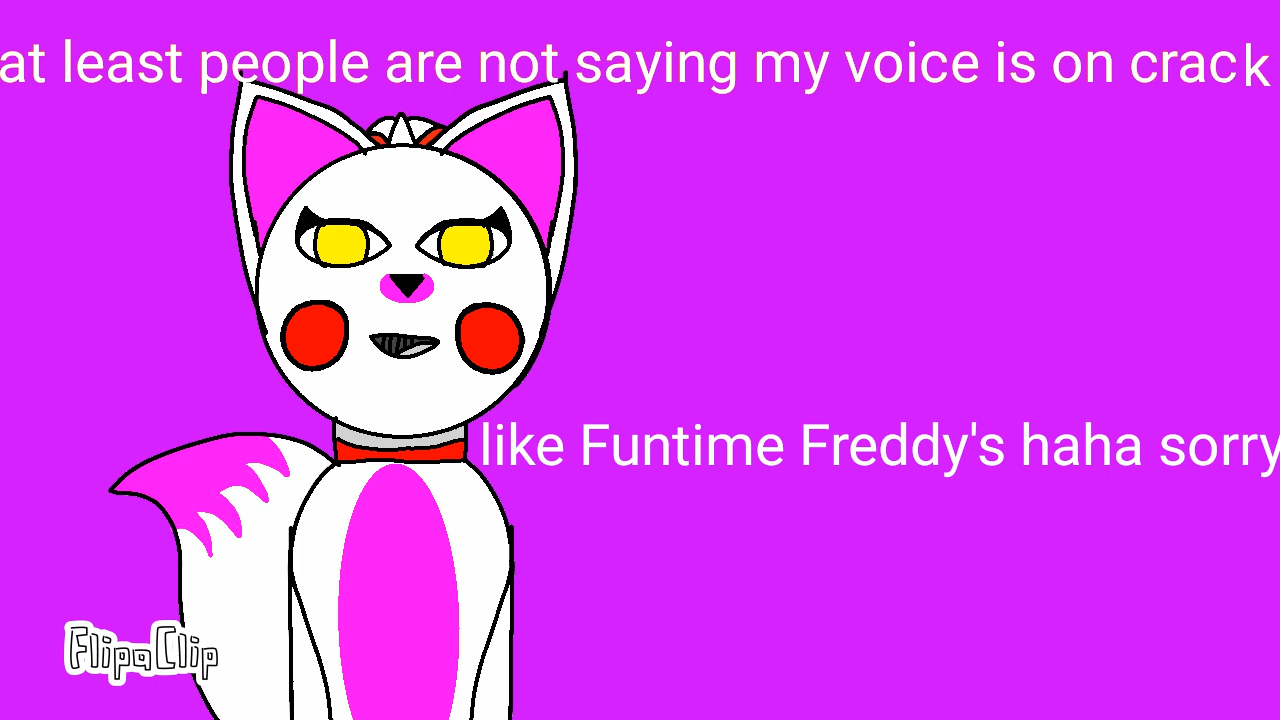 at least people are not saying my voice is on crack
like Funtime Freddy's haha sorry
FlipaClip